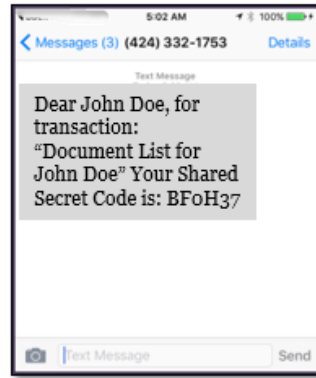 5:02 AM
100%
Messages (3) (424) 332-1753 Details
Text Message
Dear John Doe, for
transaction:
“Document List for
John Doe” Your Shared
Secret Code is: BF0H37
Text Message Send